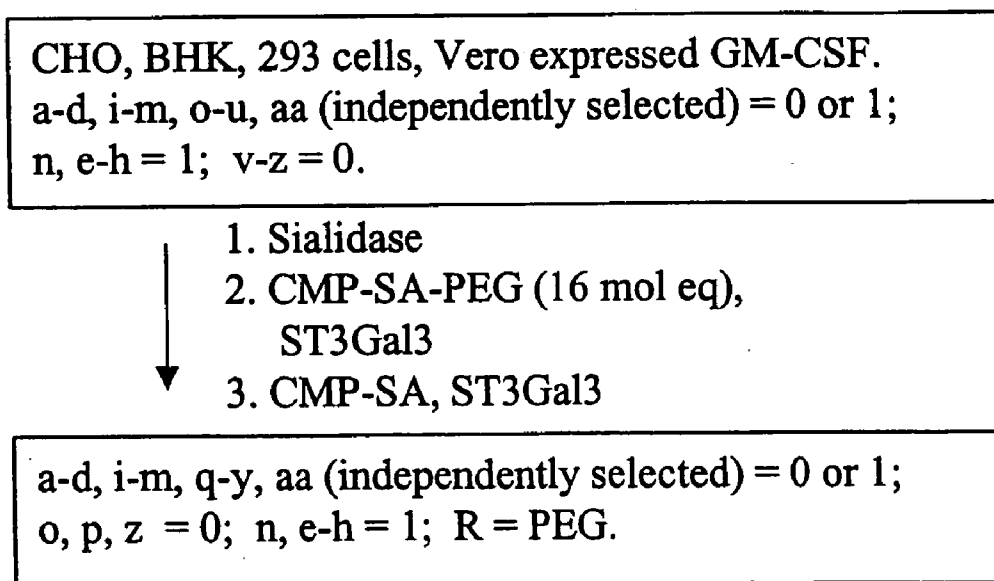 CHO, BHK, 293 cells, Vero expressed GM-CSF.
a-d, i-m, o-u, aa (independently selected) = 0 or 1;
n, e-h = 1; v-z = 0.
1. Sialidase
2. CMP-SA-PEG (16 mol eq),
ST3Gal3
3. CMP-SA, ST3Gal3
a-d, i-m, q-y, aa (independently selected) = 0 or 1;
o, p, z = 0; n, e-h = 1; R = PEG.